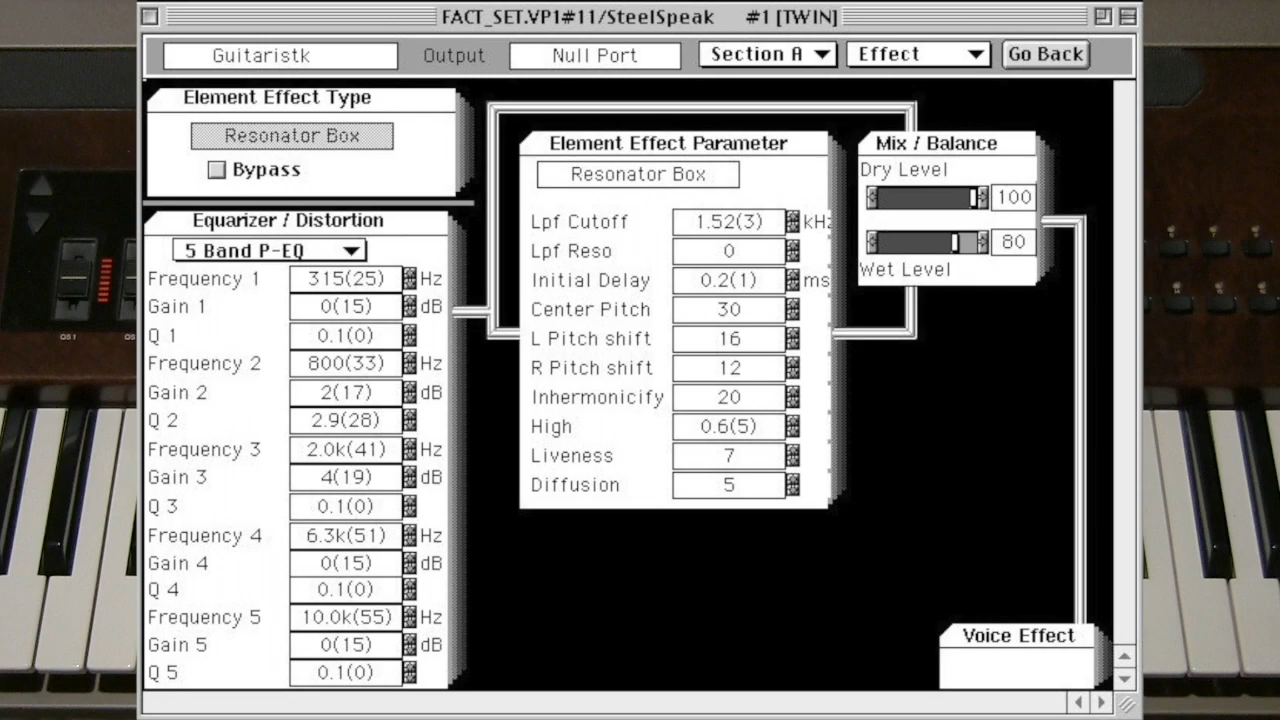 FACT_SET.VP1#11/SteelSpeak #1 [TWIN]
Guitaristk Output Null Port Section A Effect Go Back
Element Effect Type
Resonator Box
Bypass
Equarizer / Distortion
5 Band P-EQ
Frequency 1 315(25) Hz
Gain 1 0(15) dB
Q 1 0.1(0)
Frequency 2 800(33) Hz
Gain 2 2(17) dB
Q 2 2.9(28)
Frequency 3 2.0k(41) Hz
Gain 3 4(19) dB
Q 3 0.1(0)
Frequency 4 6.3k(51) Hz
Gain 4 0(15) dB
Q 4 0.1(0)
Frequency 5 10.0k(55) Hz
Gain 5 0(15) dB
Q 5 0.1(0)
Element Effect Parameter
Resonator Box
Lpf Cutoff 1.52(3) kHz
Lpf Reso 0
Initial Delay 0.2(1) ms
Center Pitch 30
L Pitch shift 16
R Pitch shift 12
Inhermonicify 20
High 0.6(5)
Liveness 7
Diffusion 5
Mix / Balance
Dry Level
100
80
Wet Level
Voice Effect